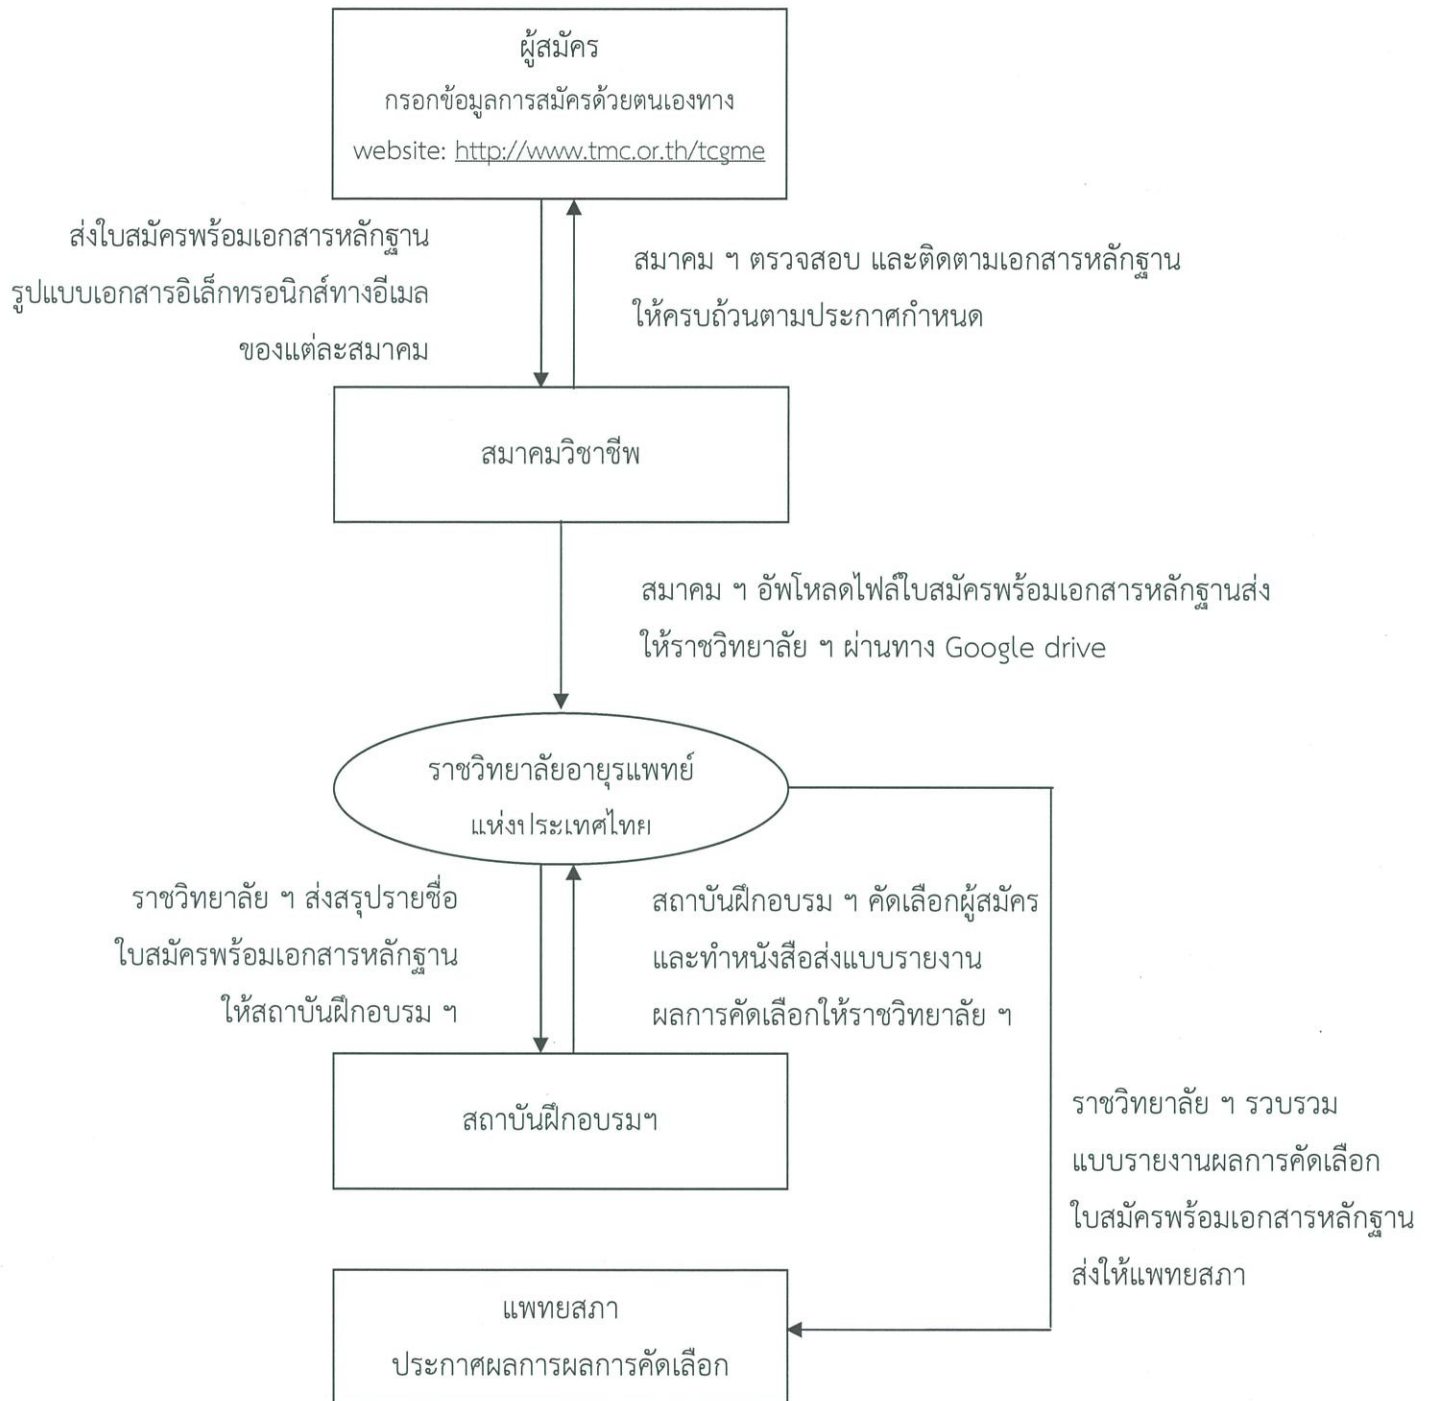 ผู้สมัคร
กรอกข้อมูลการสมัครด้วยตนเองทาง
website: http://www.tmc.or.th/tcgme
ส่งใบสมัครพร้อมเอกสารหลักฐาน
รูปแบบเอกสารอิเล็กทรอนิกส์ทางอีเมล
ของแต่ละสมาคม
สมาคม ฯ ตรวจสอบ และติดตามเอกสารหลักฐาน
ให้ครบถ้วนตามประกาศกำหนด
สมาคมวิชาชีพ
สมาคม ฯ อัพโหลดไฟล์ใบสมัครพร้อมเอกสารหลักฐานส่ง
ให้ราชวิทยาลัย ฯ ผ่านทาง Google drive
ราชวิทยาลัยอายุรแพทย์
แห่งประเทศไทย
ราชวิทยาลัย ฯ ส่งสรุปรายชื่อ
ใบสมัครพร้อมเอกสารหลักฐาน
ให้สถาบันฝึกอบรม ฯ
สถาบันฝึกอบรม ฯ คัดเลือกผู้สมัคร
และทำหนังสือส่งแบบรายงาน
ผลการคัดเลือกให้ราชวิทยาลัย ฯ
สถาบันฝึกอบรมฯ
ราชวิทยาลัย ฯ รวบรวม
แบบรายงานผลการคัดเลือก
ใบสมัครพร้อมเอกสารหลักฐาน
ส่งให้แพทยสภา
แพทยสภา
ประกาศผลการผลการคัดเลือก